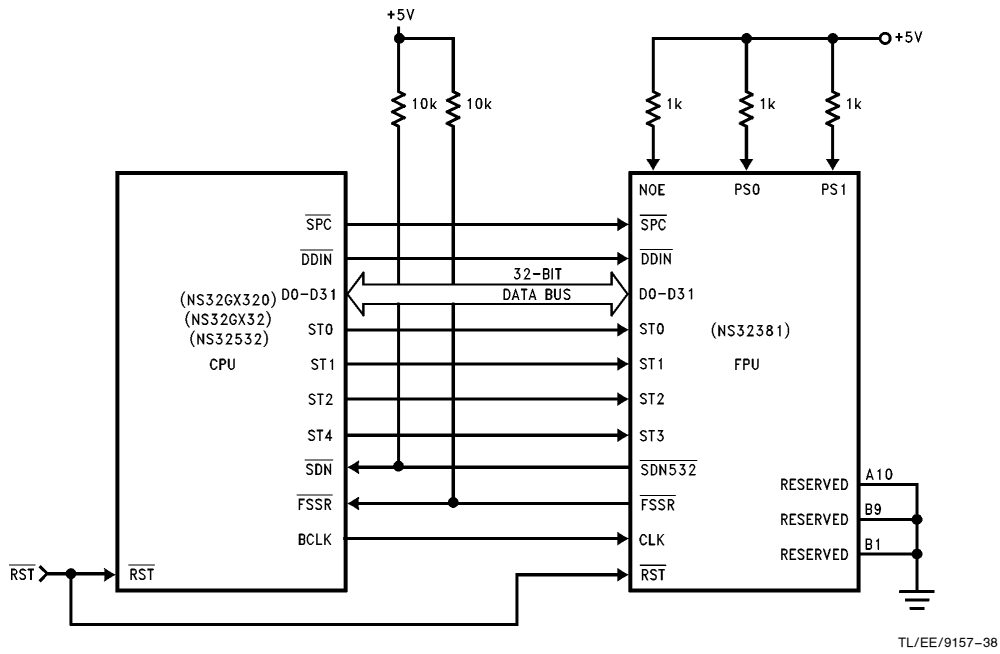 +5V
+5V
10k
10k
1k
1k
1k
NOE
PS0
PS1
SPC
SPC
DDIN
DDIN
32-BIT
DATA BUS
D0-D31
D0-D31
(NS32GX320)
(NS32GX32)
(NS32532)
CPU
(NS32381)
FPU
ST0
ST0
ST1
ST1
ST2
ST2
ST4
ST3
SDN
SDN532
FSSR
FSSR
BCLK
CLK
RST
RST
RST
RESERVED
A10
RESERVED
B9
RESERVED
B1
TL/EE/9157-38